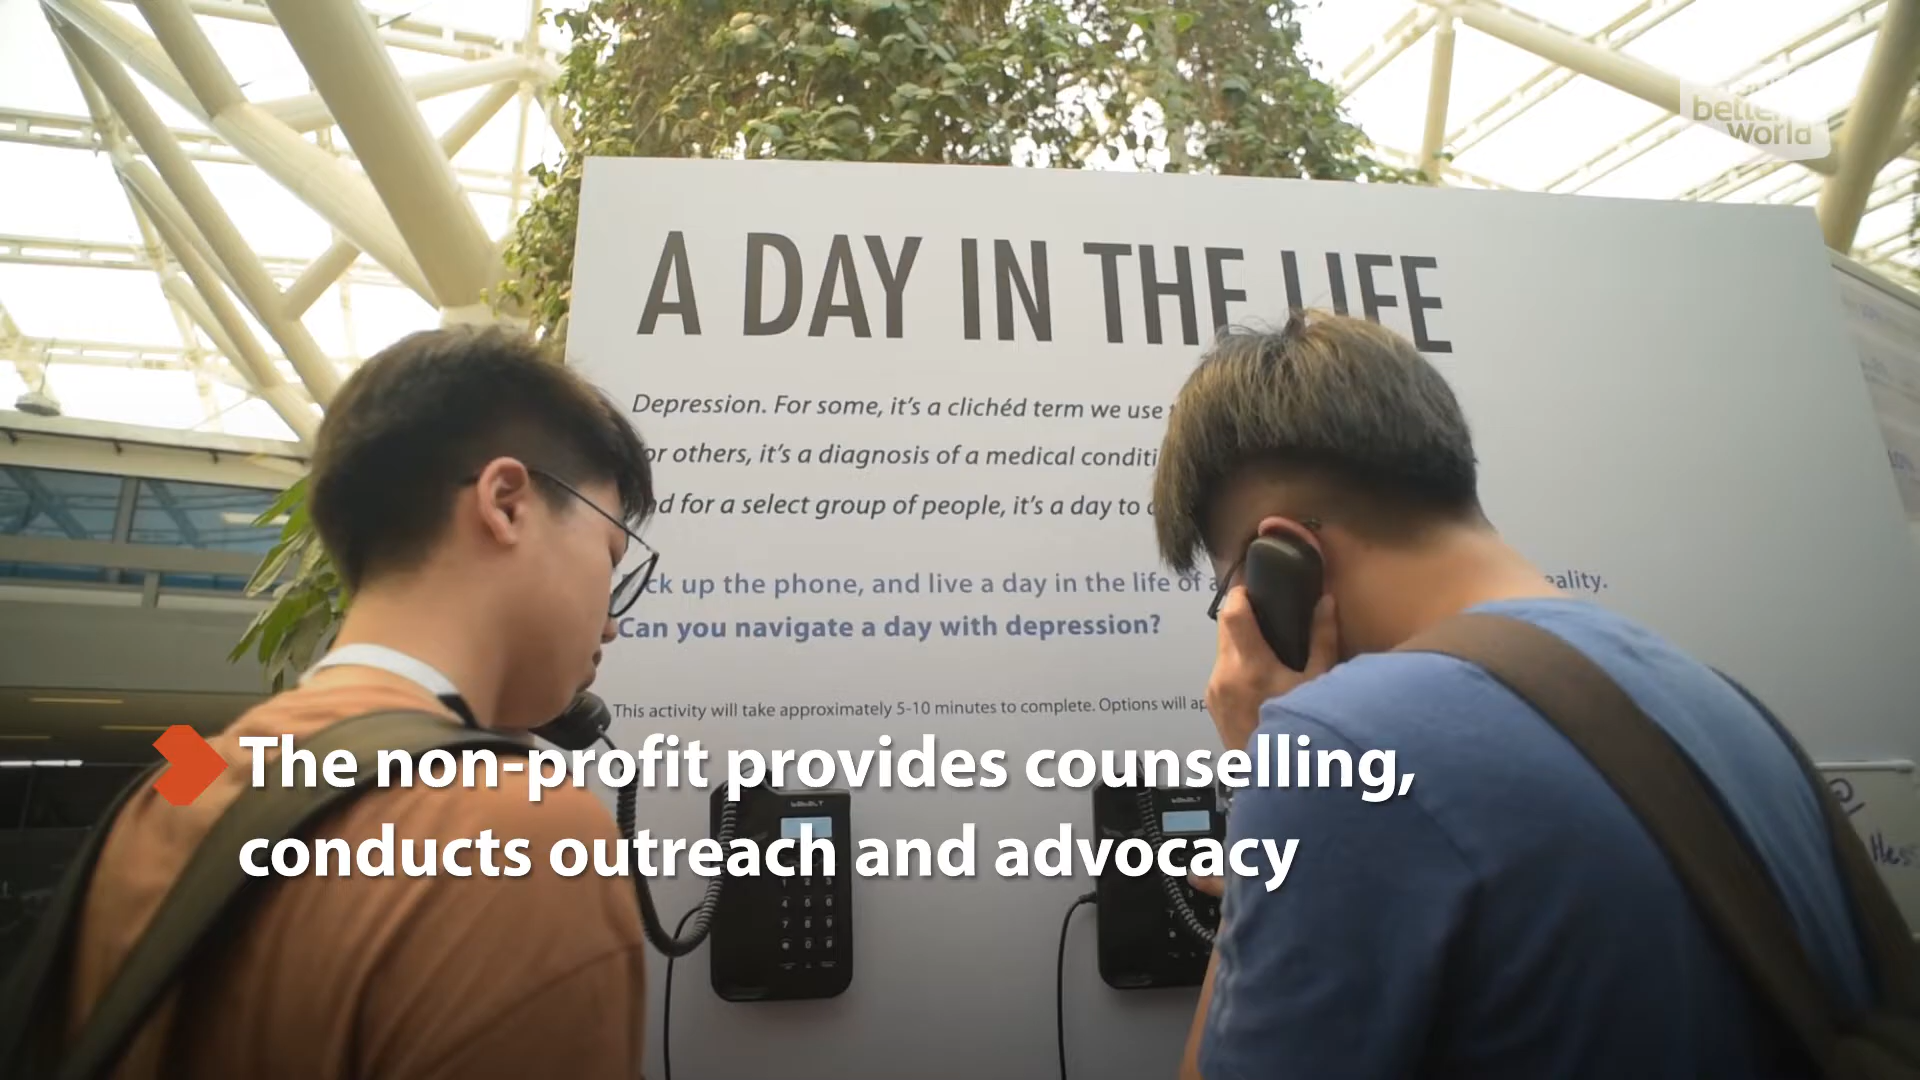 better
world
A DAY IN THE LIFE
Depression. For some, it's a clichéd term we use
or others, it's a diagnosis of a medical conditi
nd for a select group of people, it's a day to
ck up the phone, and live a day in the life of a
eality.
Can you navigate a day with depression?
This activity will take approximately 5-10 minutes to complete. Options will ap
The non-profit provides counselling,
conducts outreach and advocacy